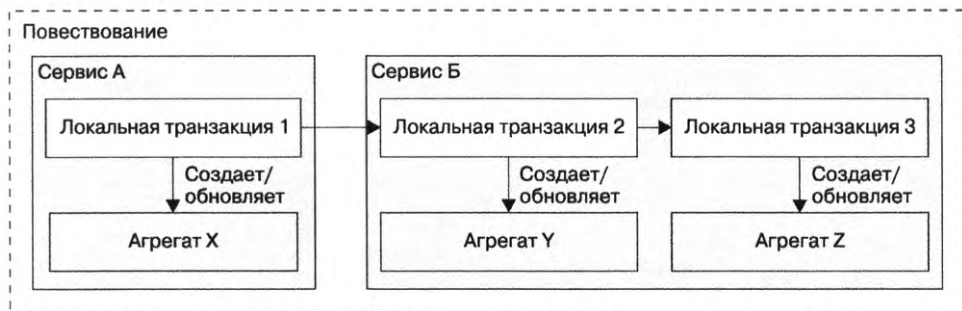 Повествование
Сервис А
Сервис Б
Локальная транзакция 1
Локальная транзакция 2
Локальная транзакция 3
Создает/
обновляет
Создает/
обновляет
Создает/
обновляет
Агрегат X
Агрегат Y
Агрегат Z